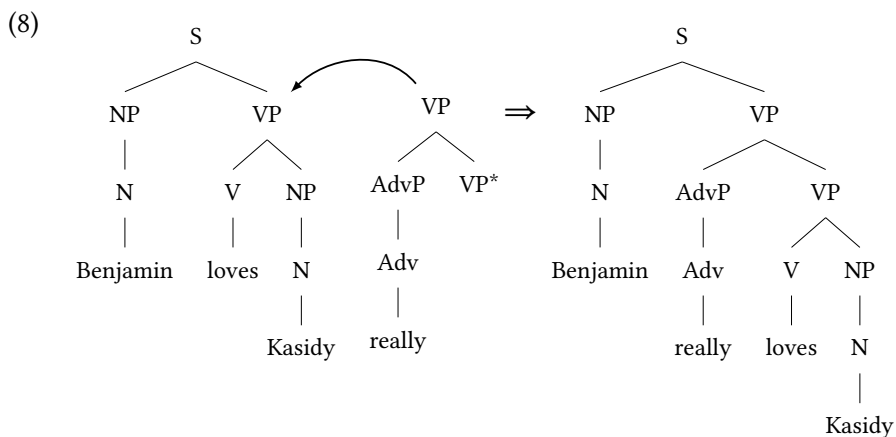 (8)
S S
NP VP VP ⇒ NP VP
N V NP AdvP VP* N AdvP VP
Benjamin loves N Adv Benjamin Adv V NP
Kasidy really really loves N
Kasidy